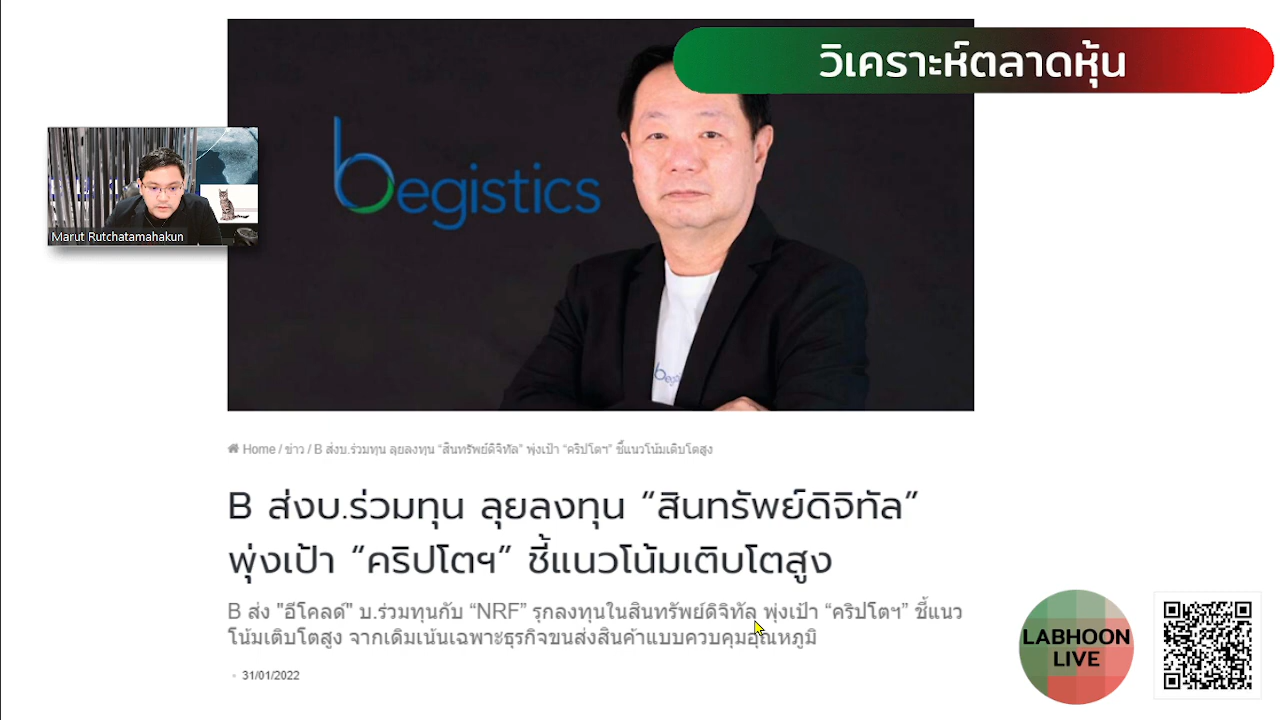 วิเคราะห์ตลาดหุ้น
begistics
Marut Rutchatamahakun
Home / ข่าว / B ส่งบ.ร่วมทุน ลุยลงทุน “สินทรัพย์ดิจิทัล” พุ่งเป้า “คริปโตฯ” ชี้แนวโน้มเติบโตสูง
B ส่งบ.ร่วมทุน ลุยลงทุน “สินทรัพย์ดิจิทัล”
พุ่งเป้า “คริปโตฯ” ชี้แนวโน้มเติบโตสูง
B ส่ง "อีโคลด์" บ.ร่วมทุนกับ “NRF” รุกลงทุนในสินทรัพย์ดิจิทัล พุ่งเป้า “คริปโตฯ” ชี้แนว
โน้มเติบโตสูง จากเดิมเน้นเฉพาะธุรกิจขนส่งสินค้าแบบควบคุมอุณหภูมิ
31/01/2022
LABHOON
LIVE